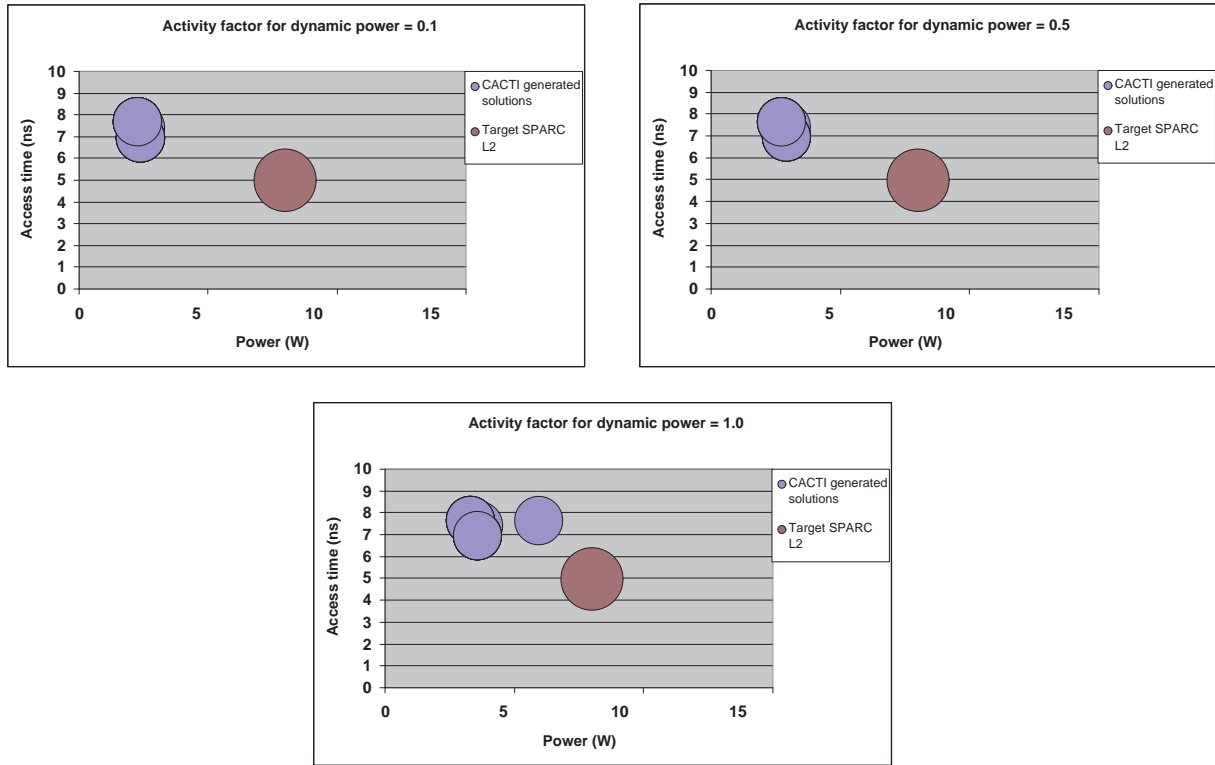 Activity factor for dynamic power = 0.1
10
9
8
7
6
5
4
3
2
1
0
Access time (ns)
0 5 10 15
Power (W)
CACTI generated
solutions
Target SPARC
L2
Activity factor for dynamic power = 0.5
10
9
8
7
6
5
4
3
2
1
0
Access time (ns)
0 5 10 15
Power (W)
CACTI generated
solutions
Target SPARC
L2
Activity factor for dynamic power = 1.0
10
9
8
7
6
5
4
3
2
1
0
Access time (ns)
0 5 10 15
Power (W)
CACTI generated
solutions
Target SPARC
L2